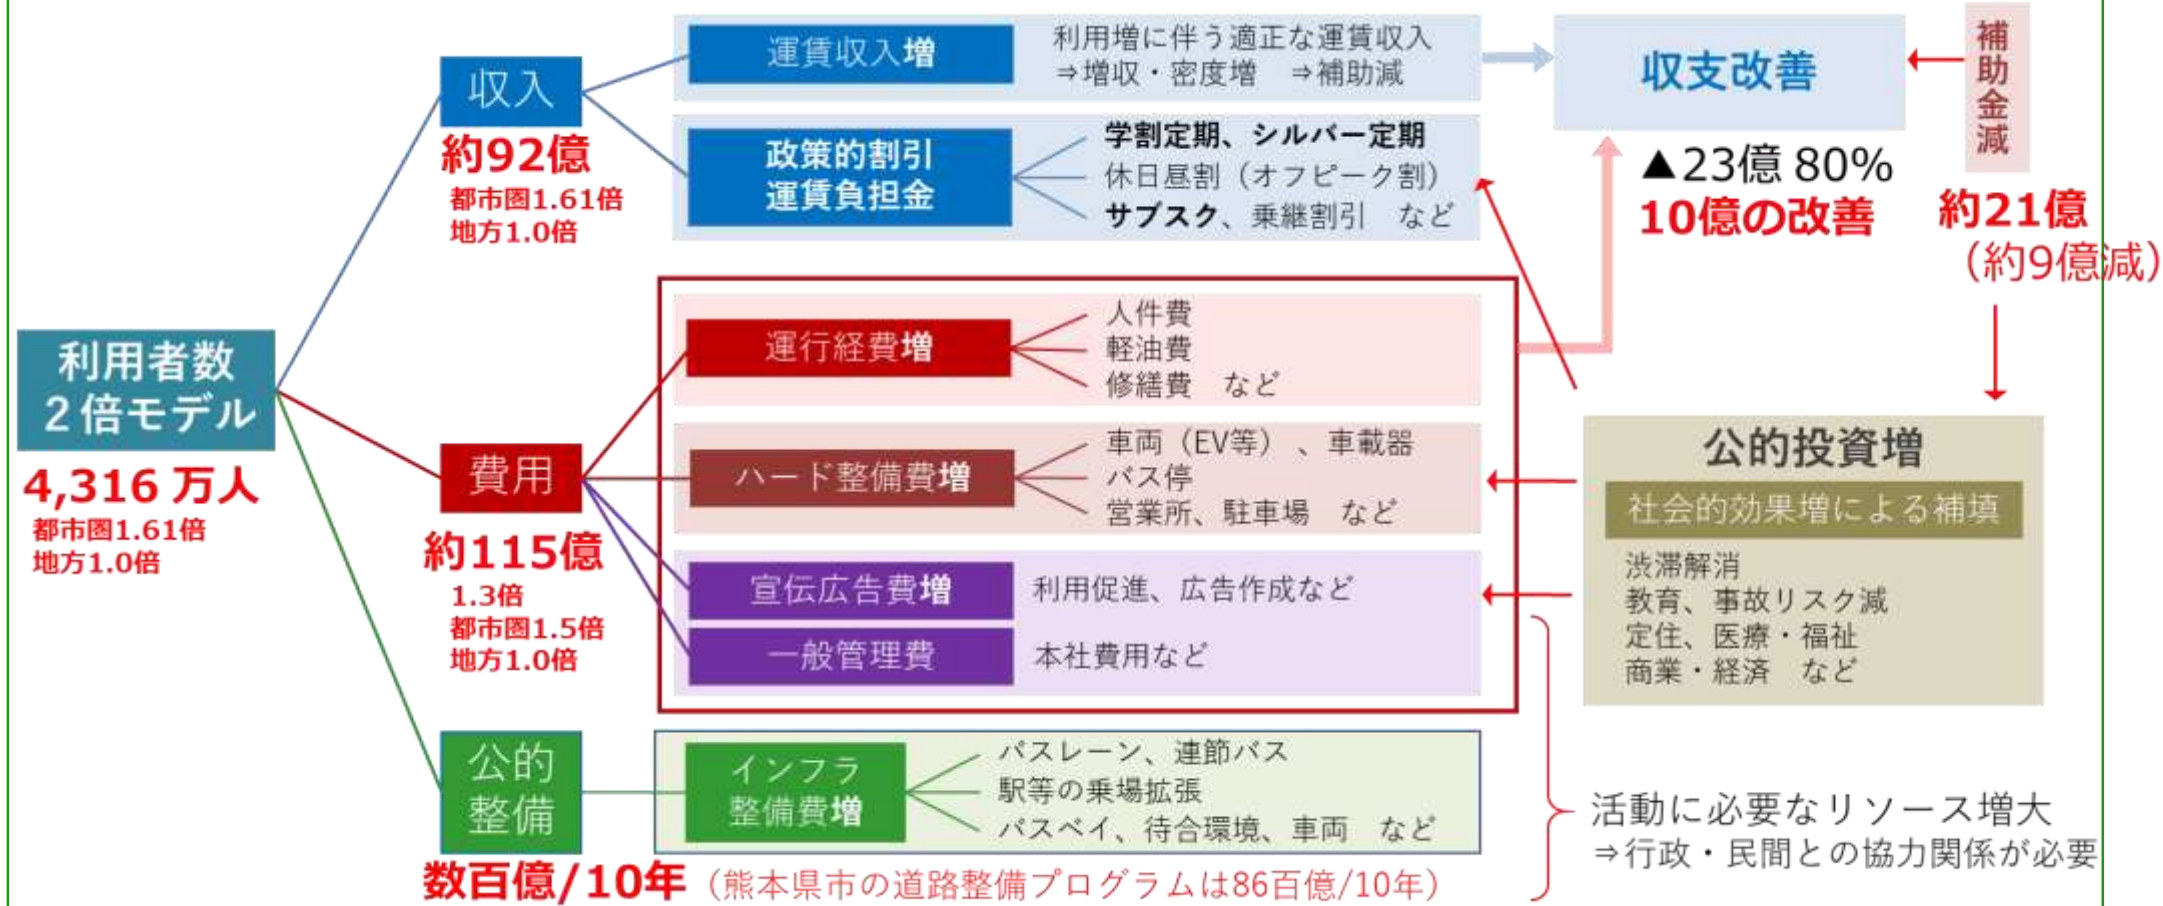 利用者数
2倍モデル
4,316 万人
都市圏1.61倍
地方1.0倍
収入
約92億
都市圏1.61倍
地方1.0倍
運賃収入増
利用増に伴う適正な運賃収入
⇒増収・密度増　⇒補助減
政策的割引
運賃負担金
学割定期、シルバー定期
休日昼割（オフピーク割）
サブスク、乗継割引　など
収支改善
▲23億 80%
10億の改善
補助金減
約21億
（約9億減）
費用
約115億
1.3倍
都市圏1.5倍
地方1.0倍
運行経費増
人件費
軽油費
修繕費　など
ハード整備費増
車両（EV等）、車載器
バス停
営業所、駐車場　など
宣伝広告費増
利用促進、広告作成など
一般管理費
本社費用など
公的投資増
社会的効果増による補填
渋滞解消
教育、事故リスク減
定住、医療・福祉
商業・経済　など
公的
整備
数百億/10年（熊本県市の道路整備プログラムは86百億/10年）
インフラ
整備費増
バスレーン、連節バス
駅等の乗場拡張
バスベイ、待合環境、車両　など
活動に必要なリソース増大
⇒行政・民間との協力関係が必要